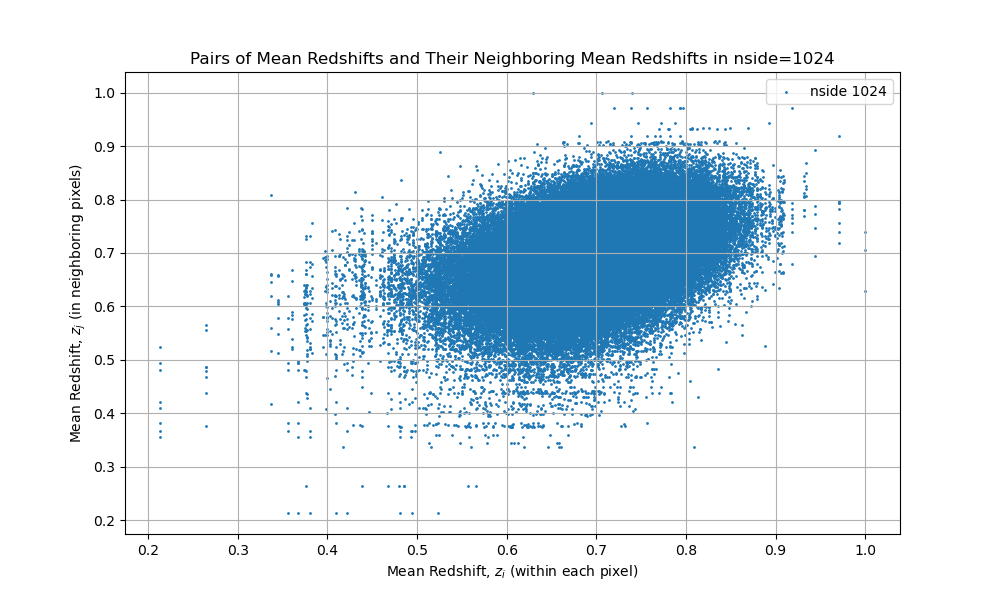 Pairs of Mean Redshifts and Their Neighboring Mean Redshifts in nside=1024
nside 1024
Mean Redshift, z_j (in neighboring pixels)
1.0
0.9
0.8
0.7
0.6
0.5
0.4
0.3
0.2
0.2 0.3 0.4 0.5 0.6 0.7 0.8 0.9 1.0
Mean Redshift, z_i (within each pixel)